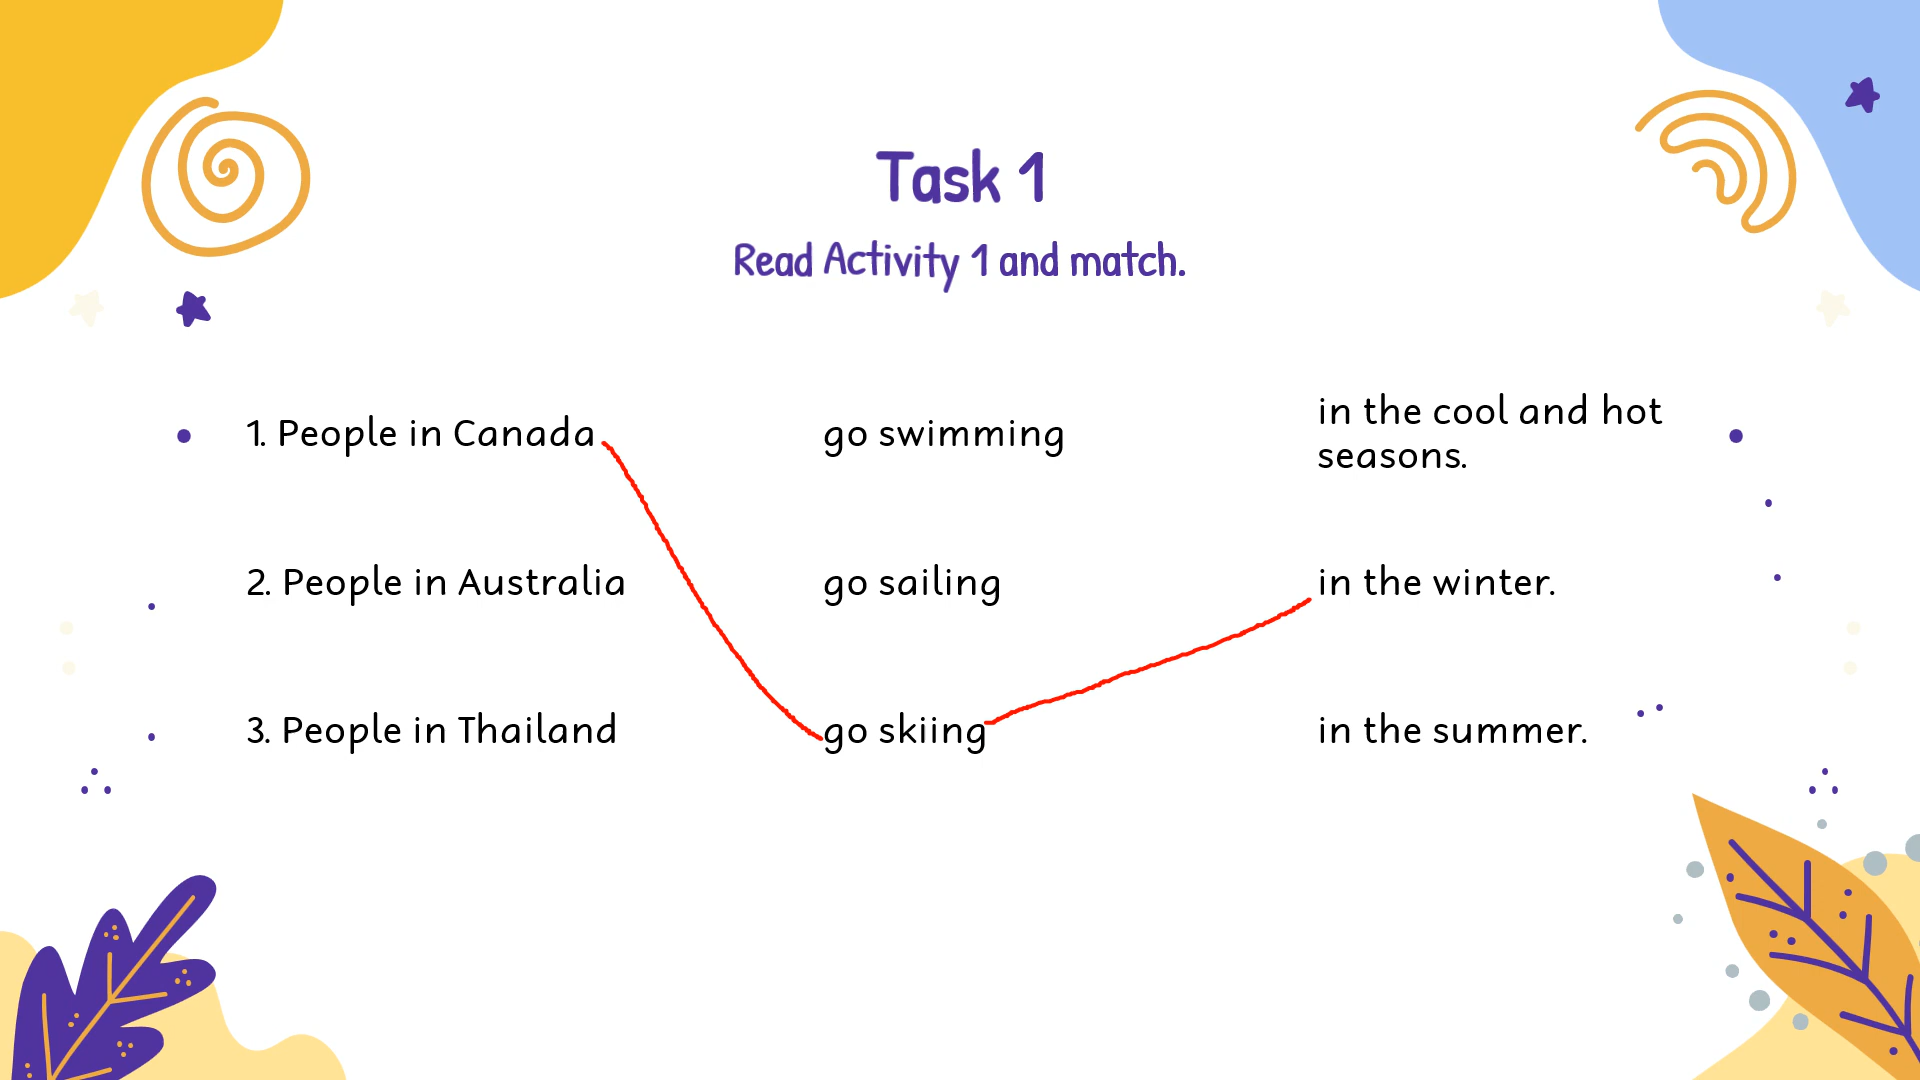 Task 1
Read Activity 1 and match.
1. People in Canada
go swimming
in the cool and hot
seasons.
2. People in Australia
go sailing
in the winter.
3. People in Thailand
go skiing
in the summer.